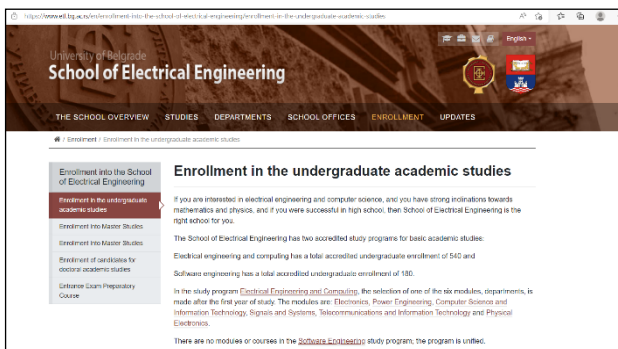 https://www.etf.bg.ac.rs/en/enrollment-into-the-school-of-electrical-engineering/enrollment-in-the-undergraduate-academic-studies
English
University of Belgrade
School of Electrical Engineering
THE SCHOOL OVERVIEW STUDIES DEPARTMENTS SCHOOL OFFICES ENROLLMENT UPDATES
/ Enrollment / Enrollment in the undergraduate academic studies
Enrollment into the School
of Electrical Engineering
Enrollment in the undergraduate
academic studies
Enrollment into Master Studies
Enrollment into Master Studies
Enrollment of candidates for
doctoral academic studies
Entrance Exam Preparatory
Course
Enrollment in the undergraduate academic studies
If you are interested in electrical engineering and computer science, and you have strong inclinations towards
mathematics and physics, and if you were successful in high school, then School of Electrical Engineering is the
right school for you.
The School of Electrical Engineering has two accredited study programs for basic academic studies:
Electrical engineering and computing has a total accredited undergraduate enrollment of 540 and
Software engineering has a total accredited undergraduate enrollment of 180.
In the study program Electrical Engineering and Computing, the selection of one of the six modules, departments, is
made after the first year of study. The modules are: Electronics, Power Engineering, Computer Science and
Information Technology, Signals and Systems, Telecommunications and Information Technology and Physical
Electronics.
There are no modules or courses in the Software Engineering study program, the program is unified.